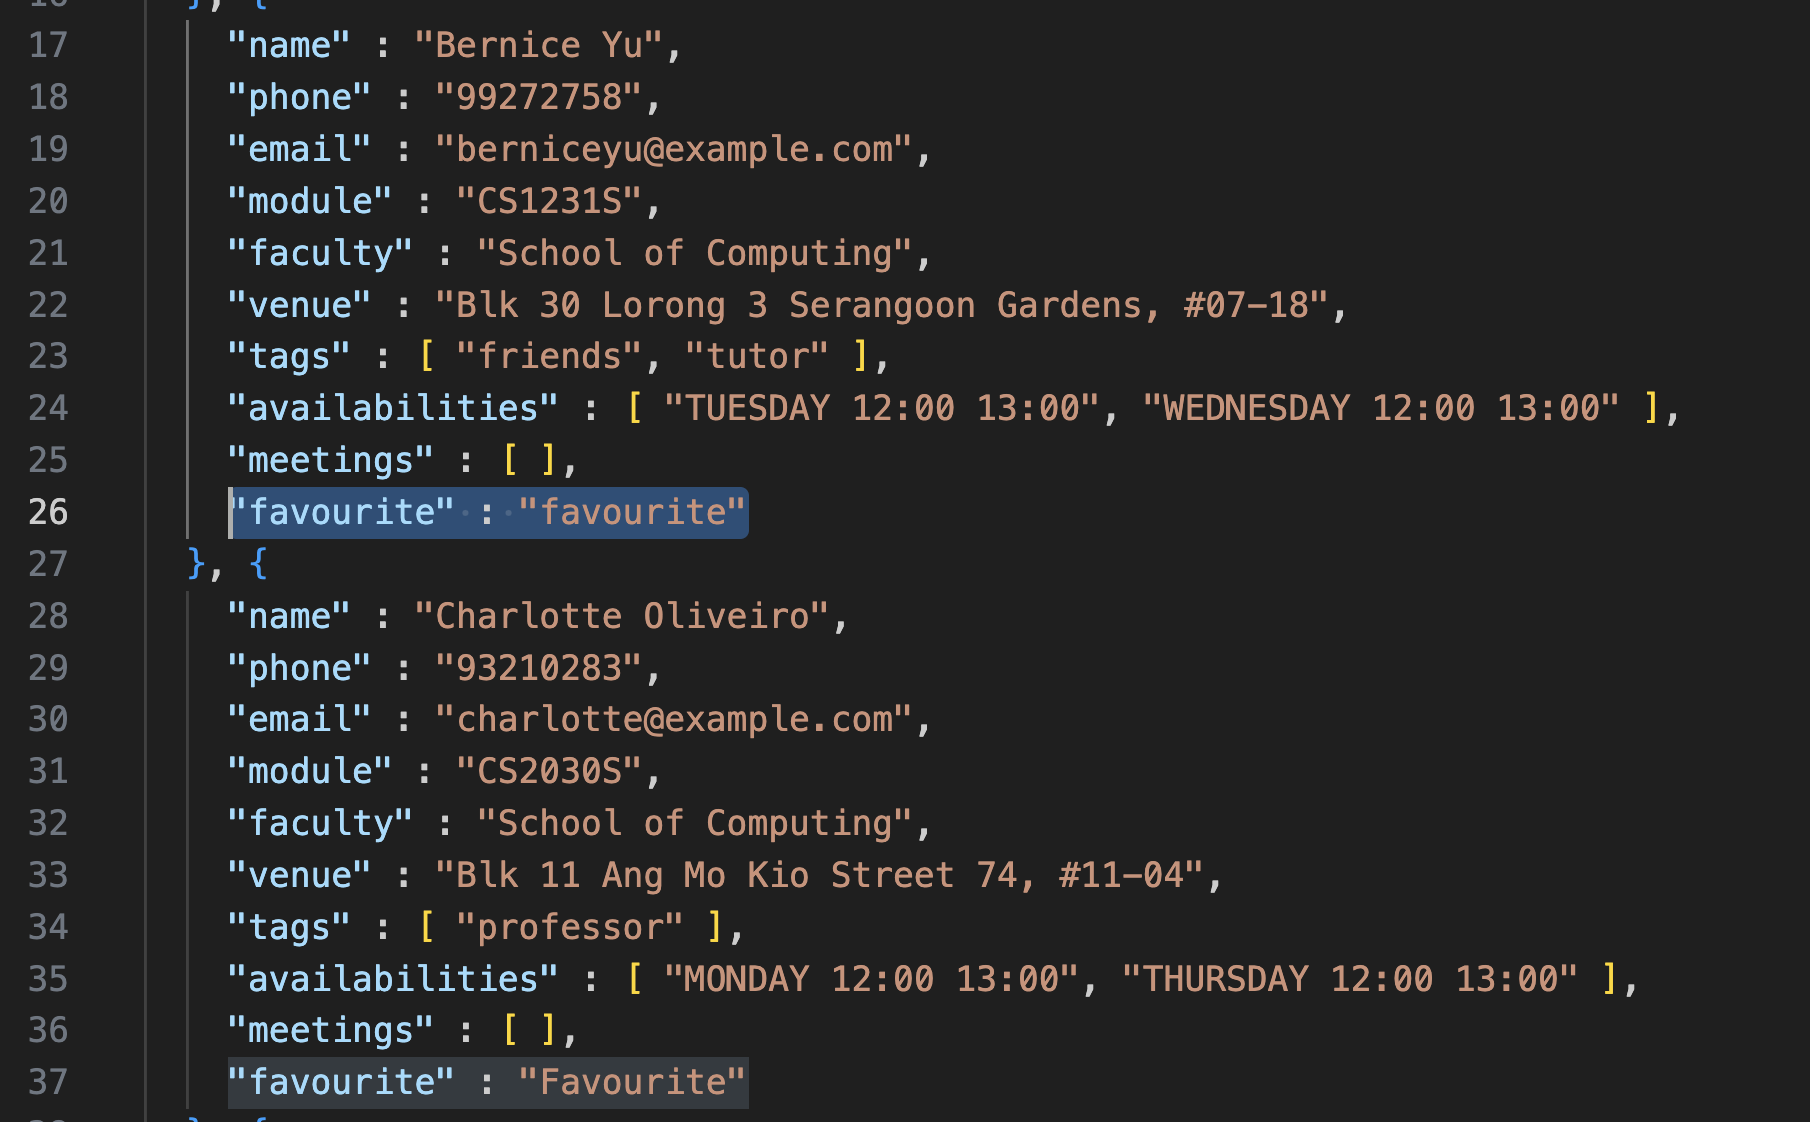 }, {
17 "name" : "Bernice Yu",
18 "phone" : "99272758",
19 "email" : "berniceyu@example.com",
20 "module" : "CS1231S",
21 "faculty" : "School of Computing",
22 "venue" : "Blk 30 Lorong 3 Serangoon Gardens, #07-18",
23 "tags" : [ "friends", "tutor" ],
24 "availabilities" : [ "TUESDAY 12:00 13:00", "WEDNESDAY 12:00 13:00" ],
25 "meetings" : [ ],
26 "favourite" : "favourite"
27 }, {
28 "name" : "Charlotte Oliveiro",
29 "phone" : "93210283",
30 "email" : "charlotte@example.com",
31 "module" : "CS2030S",
32 "faculty" : "School of Computing",
33 "venue" : "Blk 11 Ang Mo Kio Street 74, #11-04",
34 "tags" : [ "professor" ],
35 "availabilities" : [ "MONDAY 12:00 13:00", "THURSDAY 12:00 13:00" ],
36 "meetings" : [ ],
37 "favourite" : "Favourite"